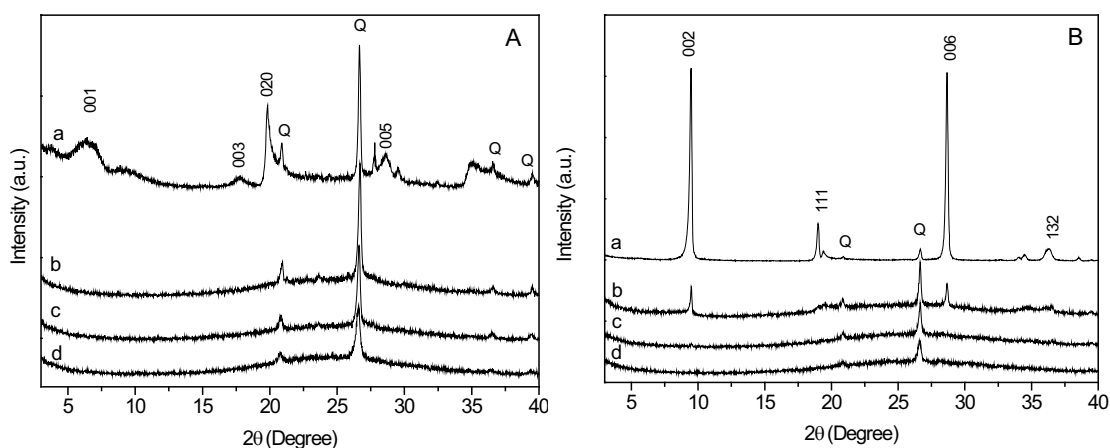 A
Q
020
001
Q
a
003
005
Q
Q
b
c
d
Intensity (a.u.)
5 10 15 20 25 30 35 40
2θ (Degree)
B
002
006
111
Q
Q
132
a
b
c
d
Intensity (a.u.)
5 10 15 20 25 30 35 40
2θ (Degree)